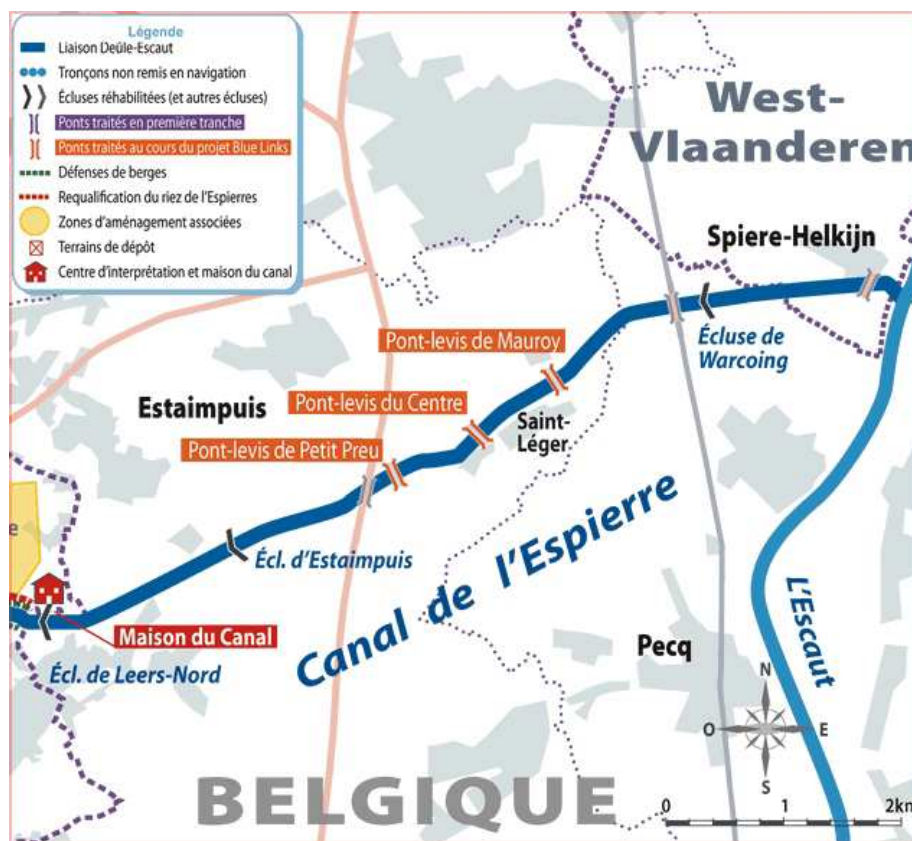 Légende
Liaison Deûle-Escaut
Tronçons non remis en navigation
Écluses réhabilitées (et autres écluses)
Ponts traités en première tranche
Ponts traités au cours du projet Blue Links
Défenses de berges
Requalification du riez de l'Espierres
Zones d'aménagement associées
Terrains de dépôt
Centre d'interprétation et maison du canal
West-
Vlaanderen
Spiere-Helkijn
Écluse de
Warcoing
Pont-levis de Mauroy
Estaimpuis
Pont-levis du Centre
Saint-
Léger
Pont-levis de Petit Preu
Écl. d'Estaimpuis
Canal de l'Espierre
e
Maison du Canal
Écl. de Leers-Nord
L'Escaut
Pecq
N
O
E
S
BELGIQUE
0 1 2km